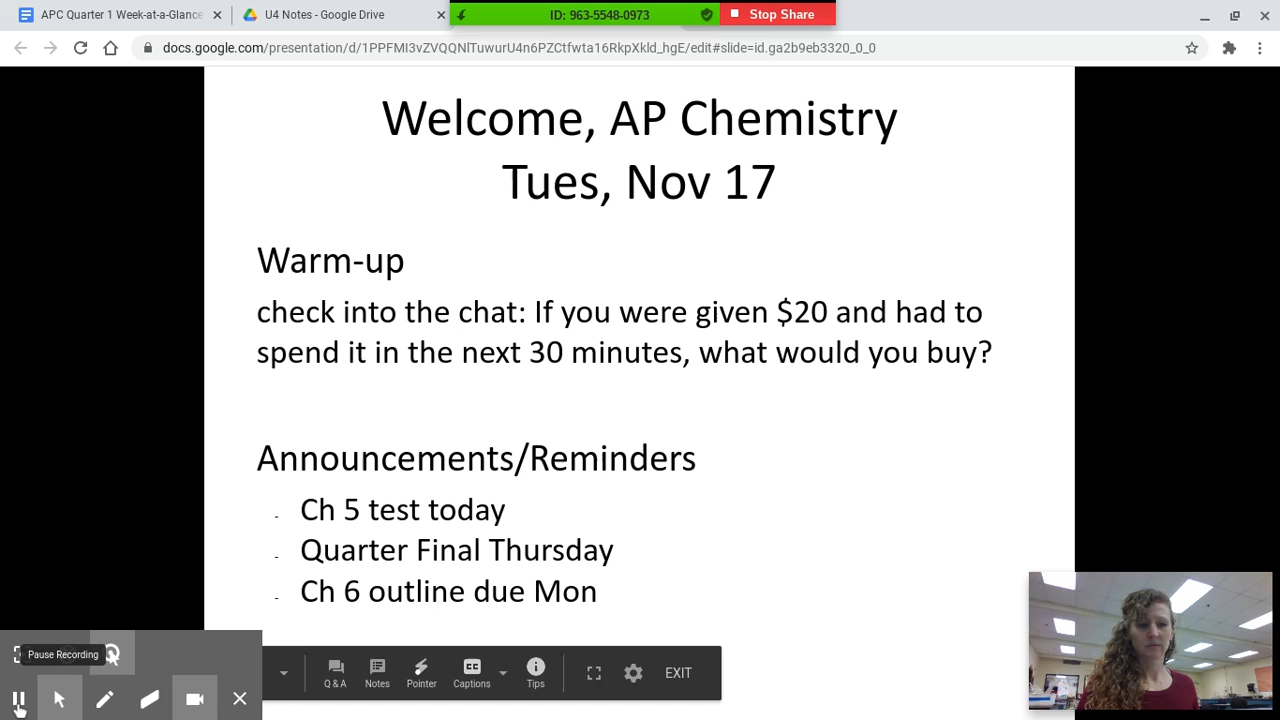 APC Quarter 1 Week-at-a-Glance
U4 Notes - Google Drive
ID: 963-5548-0973
Stop Share
docs.google.com/presentation/d/1PPFMI3vZVQQNlTuwurU4n6PZCtfwta16RkpXkld_hgE/edit#slide=id.ga2b9eb3320_0_0
Welcome, AP Chemistry
Tues, Nov 17
Warm-up
check into the chat: If you were given $20 and had to
spend it in the next 30 minutes, what would you buy?
Announcements/Reminders
- Ch 5 test today
- Quarter Final Thursday
- Ch 6 outline due Mon
Pause Recording
Q & A
Notes
Pointer
CC
Captions
Tips
EXIT